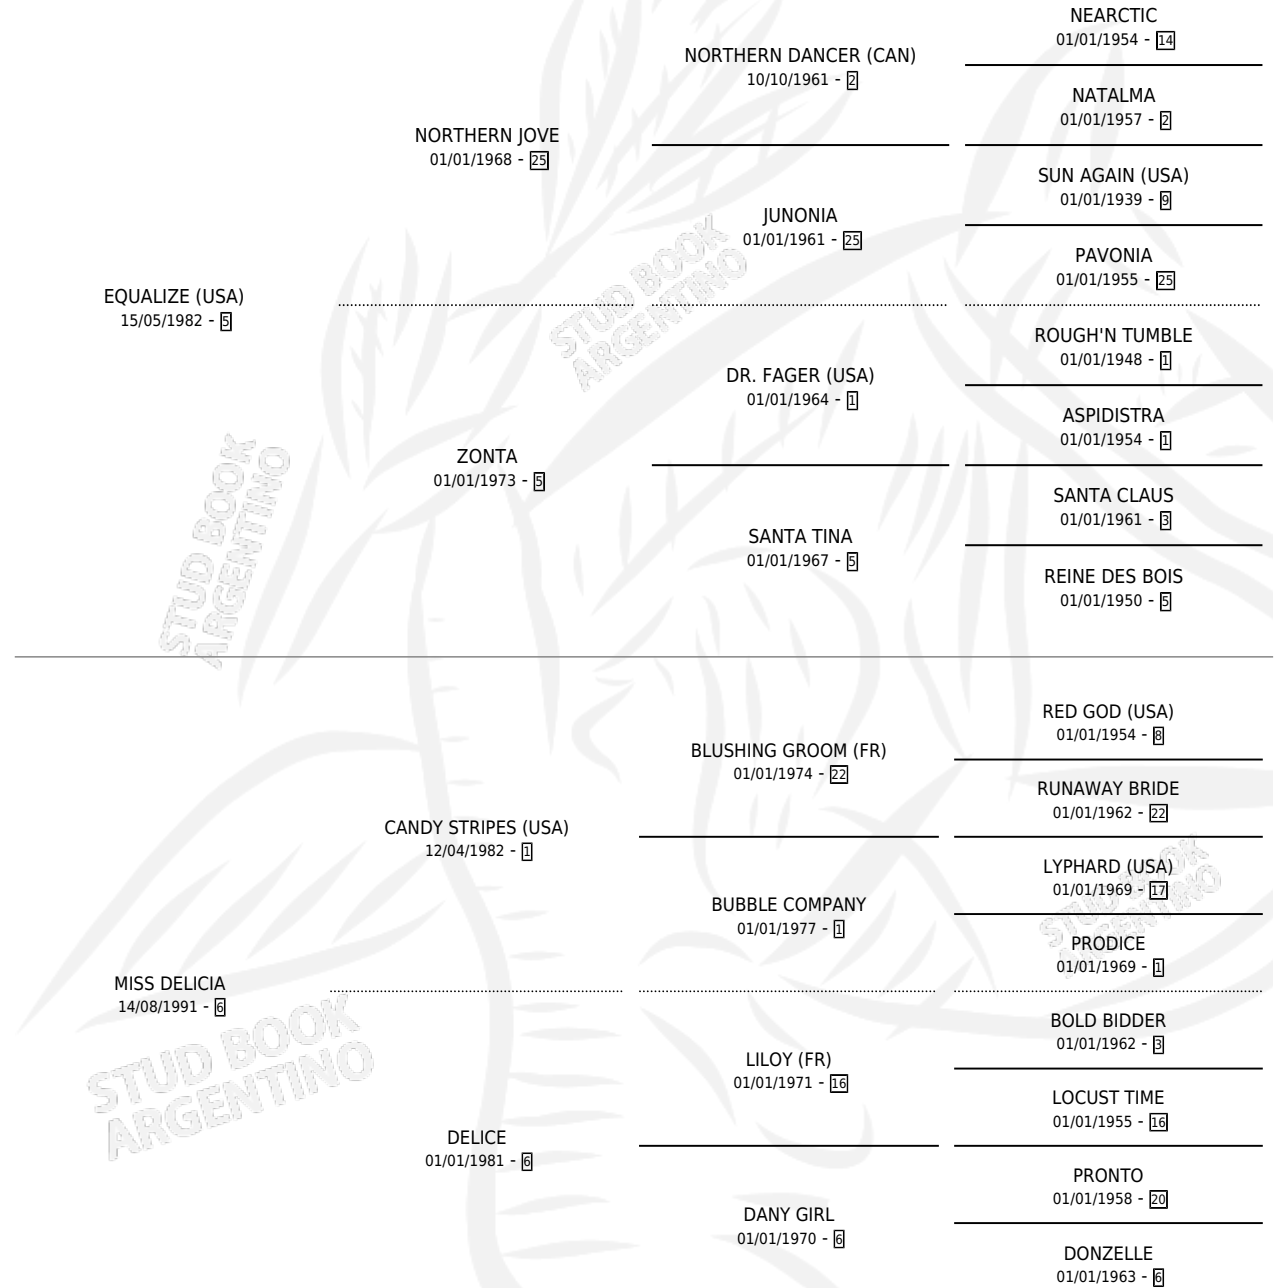 NEARCTIC
01/01/1954 - 14
NORTHERN DANCER (CAN)
10/10/1961 - 2
NATALMA
01/01/1957 - 2
NORTHERN JOVE
01/01/1968 - 25
SUN AGAIN (USA)
01/01/1939 - 9
JUNONIA
01/01/1961 - 25
PAVONIA
01/01/1955 - 25
EQUALIZE (USA)
15/05/1982 - 5
STUD BOOK
ARGENTINO
ROUGH'N TUMBLE
01/01/1948 - 1
DR. FAGER (USA)
01/01/1964 - 1
ASPIDISTRA
01/01/1954 - 1
ZONTA
01/01/1973 - 5
SANTA CLAUS
01/01/1961 - 3
SANTA TINA
01/01/1967 - 5
REINE DES BOIS
01/01/1950 - 5
STUD BOOK
ARGENTINO
RED GOD (USA)
01/01/1954 - 8
BLUSHING GROOM (FR)
01/01/1974 - 22
RUNAWAY BRIDE
01/01/1962 - 22
CANDY STRIPES (USA)
12/04/1982 - 1
LYPHARD (USA)
01/01/1969 - 17
BUBBLE COMPANY
01/01/1977 - 1
PRODICE
01/01/1969 - 1
STUD BOOK
ARGENTINO
MISS DELICIA
14/08/1991 - 6
BOLD BIDDER
01/01/1962 - 3
LILOY (FR)
01/01/1971 - 16
LOCUST TIME
01/01/1955 - 16
STUD BOOK
ARGENTINO
DELICE
01/01/1981 - 6
PRONTO
01/01/1958 - 20
DANY GIRL
01/01/1970 - 6
DONZELLE
01/01/1963 - 6